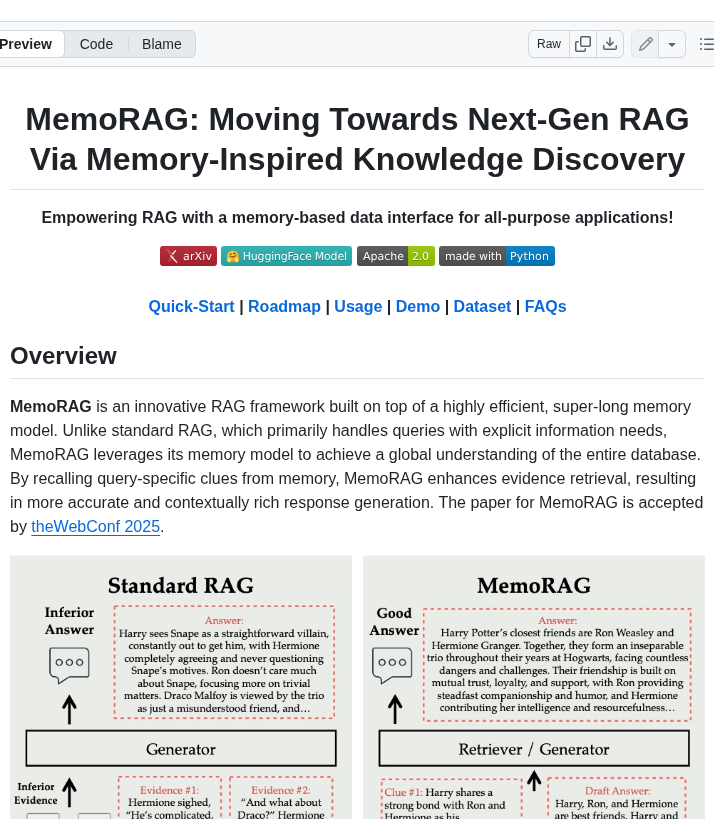 Preview Code Blame Raw
MemoRAG: Moving Towards Next-Gen RAG
Via Memory-Inspired Knowledge Discovery
Empowering RAG with a memory-based data interface for all-purpose applications!
arXiv HuggingFace Model Apache 2.0 made with Python
Quick-Start | Roadmap | Usage | Demo | Dataset | FAQs
Overview
MemoRAG is an innovative RAG framework built on top of a highly efficient, super-long memory
model. Unlike standard RAG, which primarily handles queries with explicit information needs,
MemoRAG leverages its memory model to achieve a global understanding of the entire database.
By recalling query-specific clues from memory, MemoRAG enhances evidence retrieval, resulting
in more accurate and contextually rich response generation. The paper for MemoRAG is accepted
by theWebConf 2025.
Standard RAG
Inferior
Answer
Answer:
Harry sees Snape as a straightforward villain,
constantly out to get him, with Hermione
completely agreeing and never questioning
Snape's motives. Ron doesn't care much
about Snape, focusing more on trivial
matters. Draco Malfoy is viewed by the trio
as just a misunderstood friend, and…
Generator
Inferior
Evidence
Evidence #1:
Hermione sighed,
"He's complicated,
Evidence #2:
"And what about
Draco?" Hermione
MemoRAG
Good
Answer
Answer:
Harry Potter's closest friends are Ron Weasley and
Hermione Granger. Together, they form an inseparable
trio throughout their years at Hogwarts, facing countless
dangers and challenges. Their friendship is built on
mutual trust, loyalty, and support, with Ron providing
steadfast companionship and humor, and Hermione
contributing her intelligence and resourcefulness…
Retriever / Generator
Clue #1: Harry shares a
strong bond with Ron and
Hermione as his
Draft Answer:
Harry, Ron, and Hermione
are best friends. Harry and